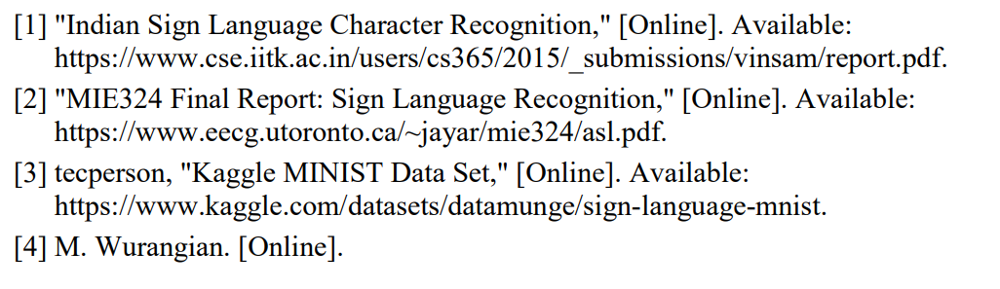 [1] "Indian Sign Language Character Recognition," [Online]. Available:
https://www.cse.iitk.ac.in/users/cs365/2015/_submissions/vinsam/report.pdf.
[2] "MIE324 Final Report: Sign Language Recognition," [Online]. Available:
https://www.eecg.utoronto.ca/~jayar/mie324/asl.pdf.
[3] tecperson, "Kaggle MINIST Data Set," [Online]. Available:
https://www.kaggle.com/datasets/datamunge/sign-language-mnist.
[4] M. Wurangian. [Online].